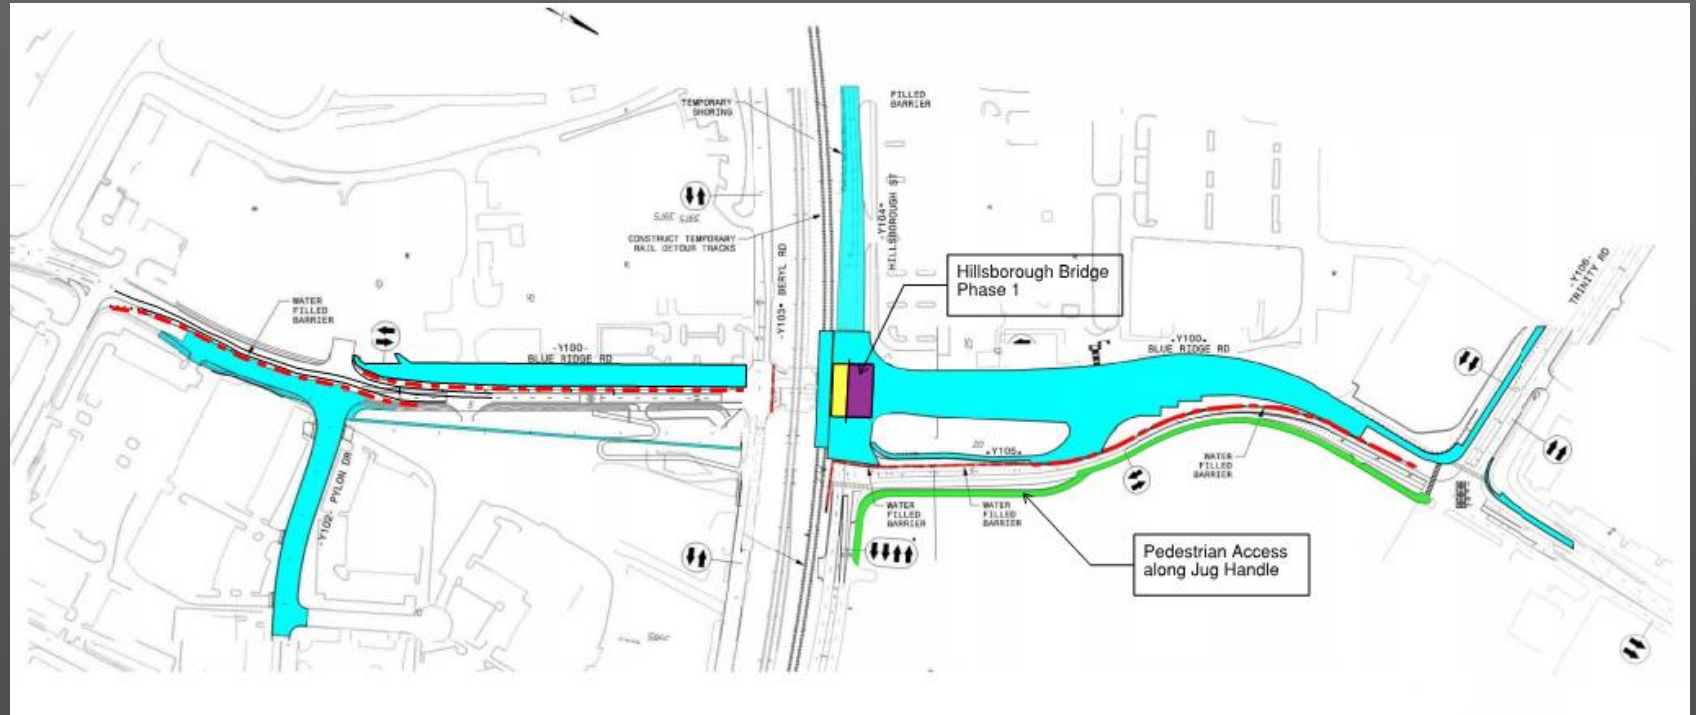 TEMPORARY
SHORING
FILLED
BARRIER
-Y104-
HILLSBOROUGH ST
CONSTRUCT TEMPORARY
RAIL DETOUR TRACKS
-Y103- BERYL RD
Hillsborough Bridge
Phase 1
-Y106-
TRINITY RD
WATER
FILLED
BARRIER
-Y100-
BLUE RIDGE RD
-Y100-
BLUE RIDGE RD
-Y102- PYLON DR
-Y105-
WATER
FILLED
BARRIER
WATER
FILLED
BARRIER
WATER
FILLED
BARRIER
Pedestrian Access
along Jug Handle